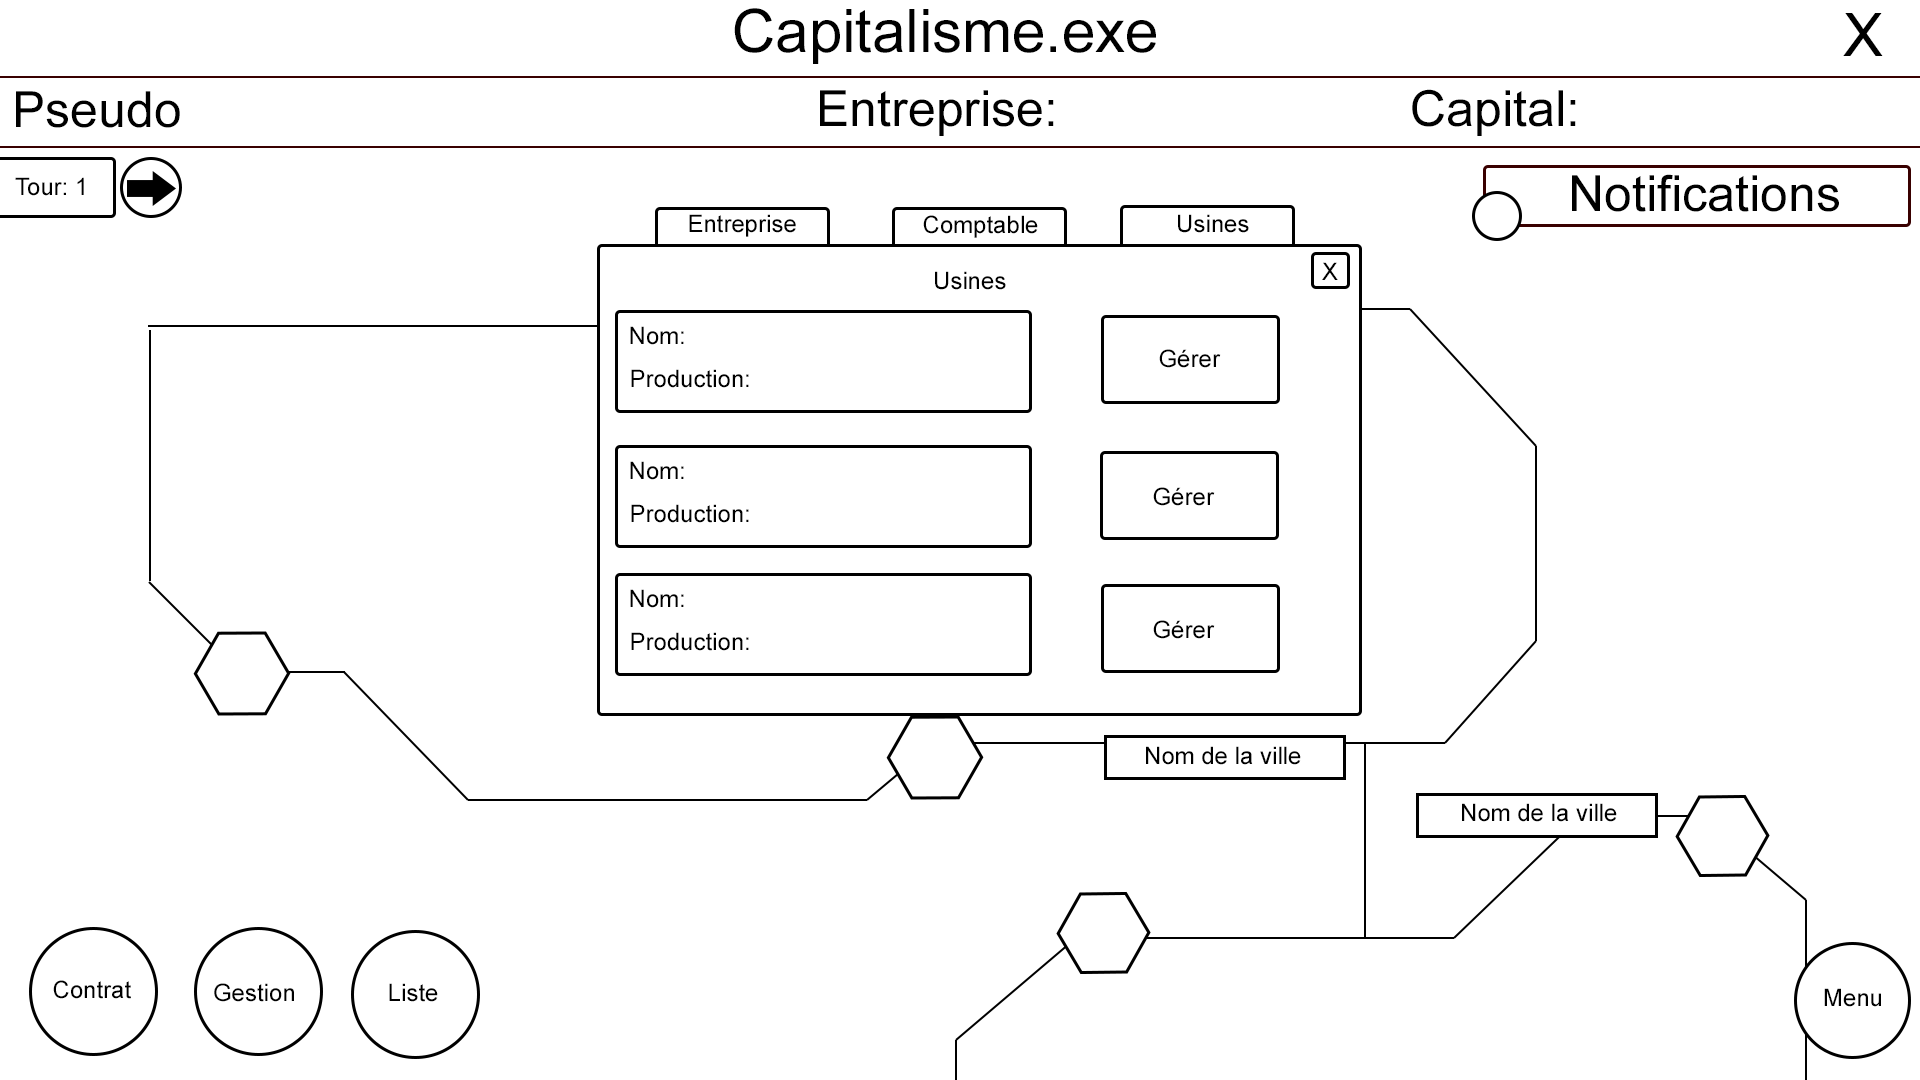 Capitalisme.exe
X
Pseudo
Entreprise:
Capital:
Tour: 1
Notifications
Entreprise
Comptable
Usines
Usines
X
Nom:
Production:
Gérer
Nom:
Production:
Gérer
Nom:
Production:
Gérer
Nom de la ville
Nom de la ville
Contrat
Gestion
Liste
Menu